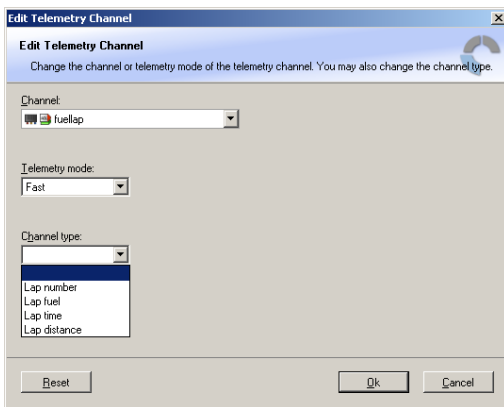 Edit Telemetry Channel
Edit Telemetry Channel
Change the channel or telemetry mode of the telemetry channel. You may also change the channel type.
Channel:
fuellap
Telemetry mode:
Fast
Channel type:
Lap number
Lap fuel
Lap time
Lap distance
Reset
Ok
Cancel